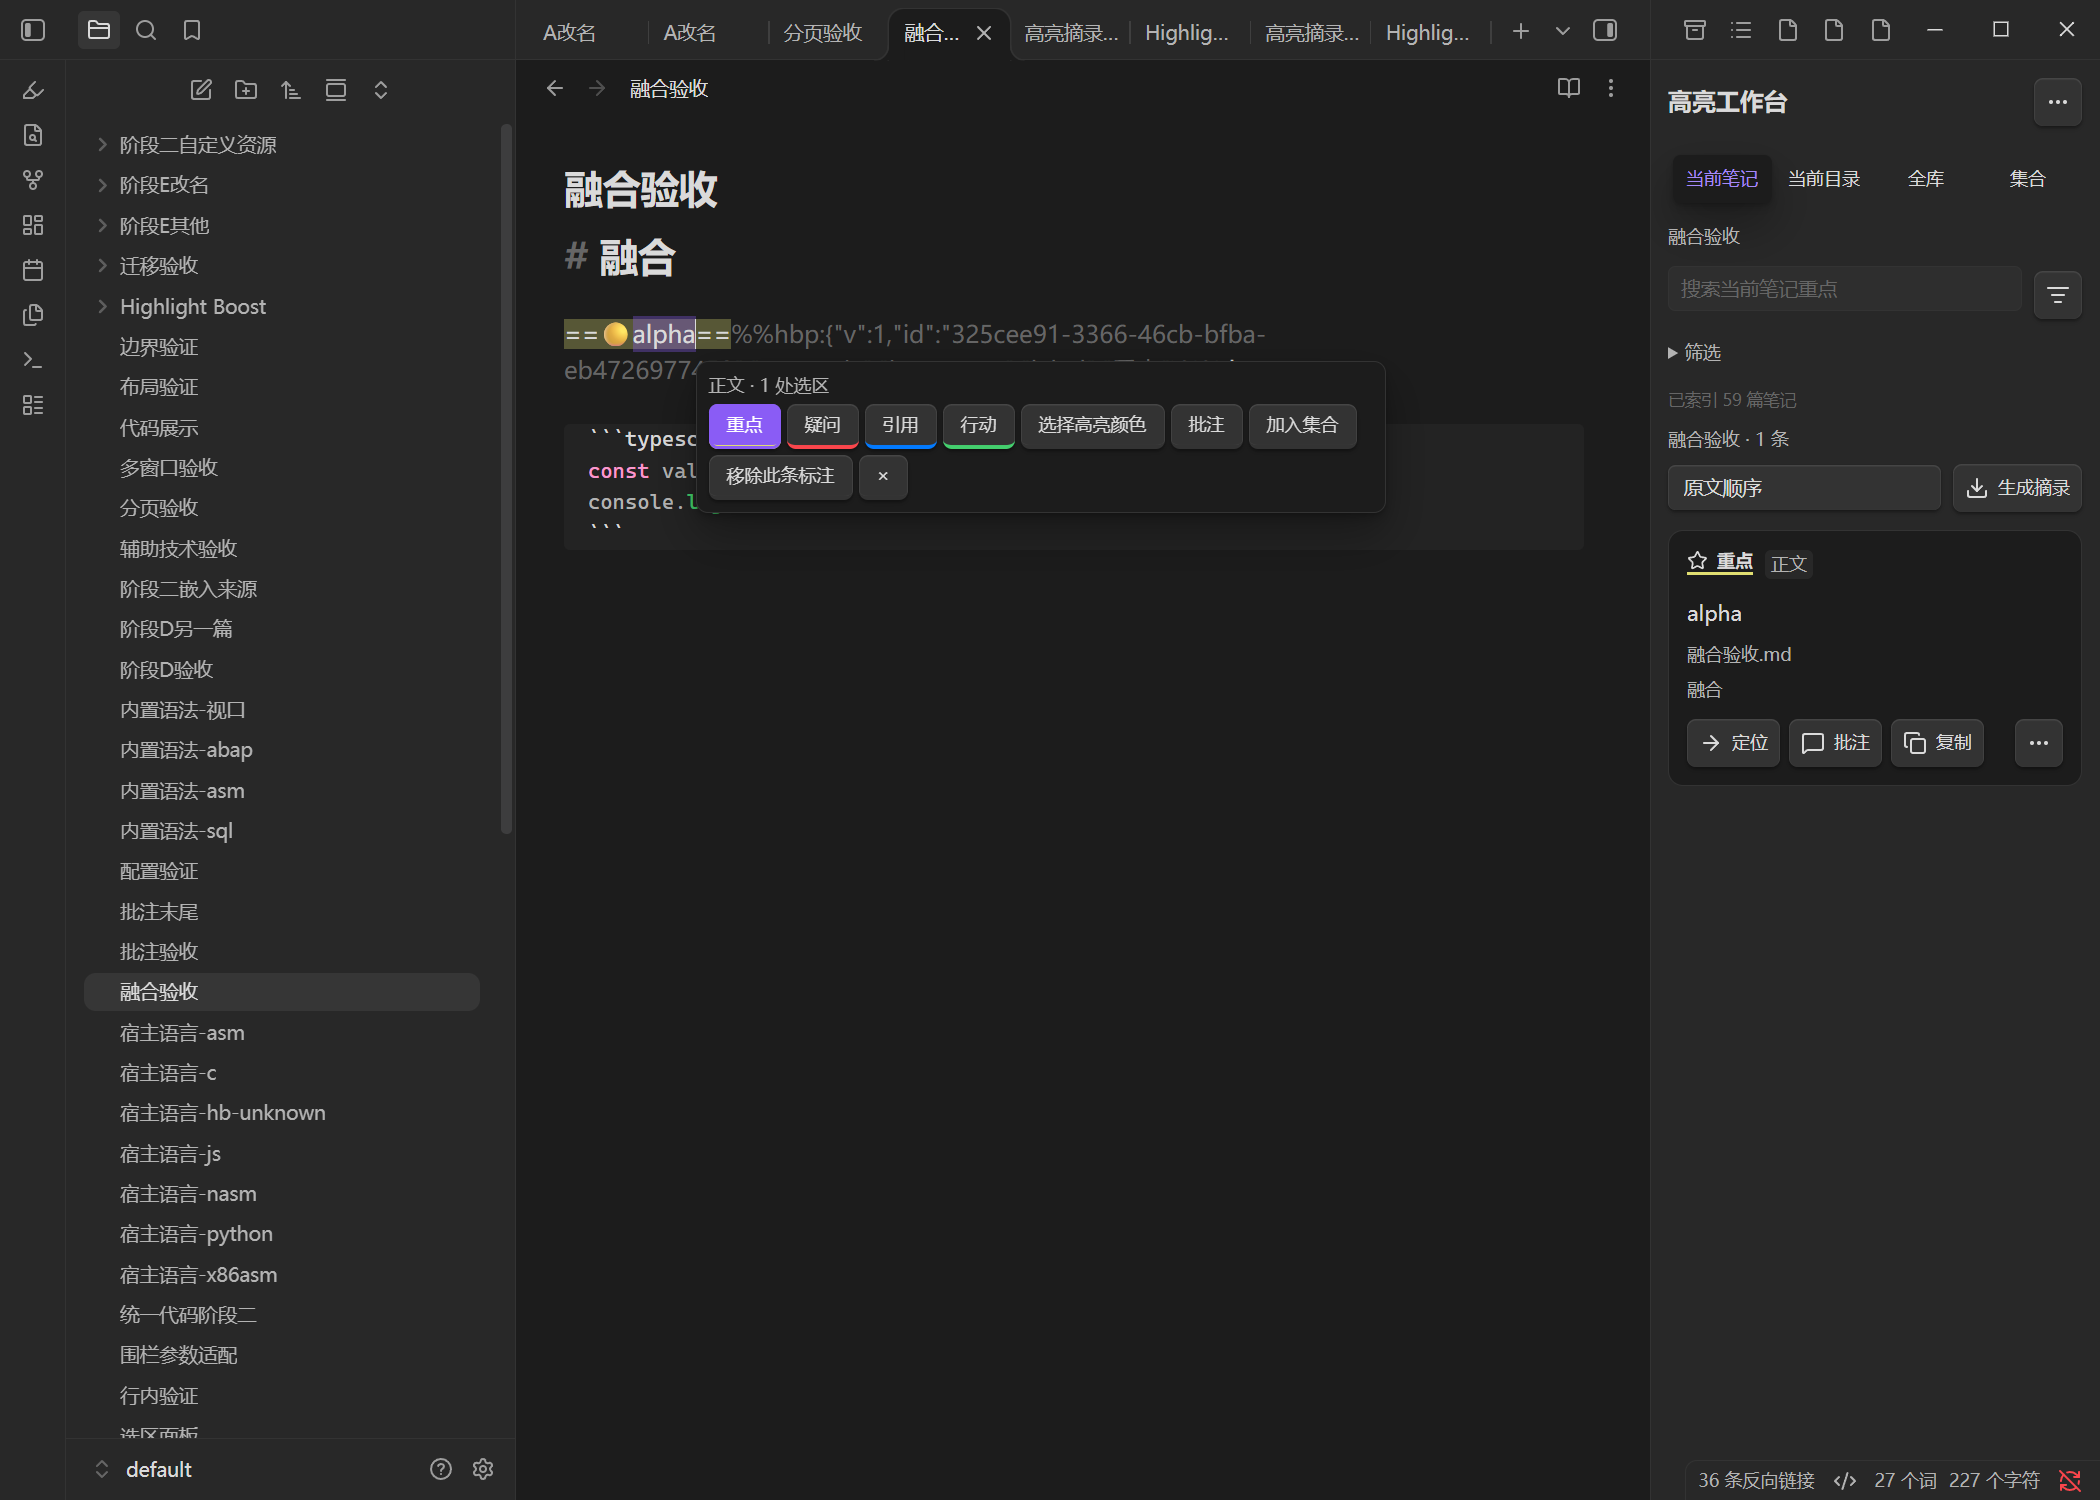 A改名
A改名
分页验收
融合...
高亮摘录...
Highlig...
高亮摘录...
Highlig...
阶段二自定义资源
阶段E改名
阶段E其他
迁移验收
Highlight Boost
边界验证
布局验证
代码展示
多窗口验收
分页验收
辅助技术验收
阶段二嵌入来源
阶段D另一篇
阶段D验收
内置语法-视口
内置语法-abap
内置语法-asm
内置语法-sql
配置验证
批注末尾
批注验收
融合验收
宿主语言-asm
宿主语言-c
宿主语言-hb-unknown
宿主语言-js
宿主语言-nasm
宿主语言-python
宿主语言-x86asm
统一代码阶段二
围栏参数适配
行内验证
选区面板
default
融合验收
融合验收
# 融合
==🟡alpha==%%hbp:{"v":1,"id":"325cee91-3366-46cb-bfba-
eb4726977
正文 · 1 处选区
重点 疑问 引用 行动 选择高亮颜色 批注 加入集合
移除此条标注 ×
```typesc
const val
console.l
```
高亮工作台
当前笔记 当前目录 全库 集合
融合验收
搜索当前笔记重点
筛选
已索引 59 篇笔记
融合验收 · 1 条
原文顺序 生成摘录
重点 正文
alpha
融合验收.md
融合
定位 批注 复制
36 条反向链接 27 个词 227 个字符